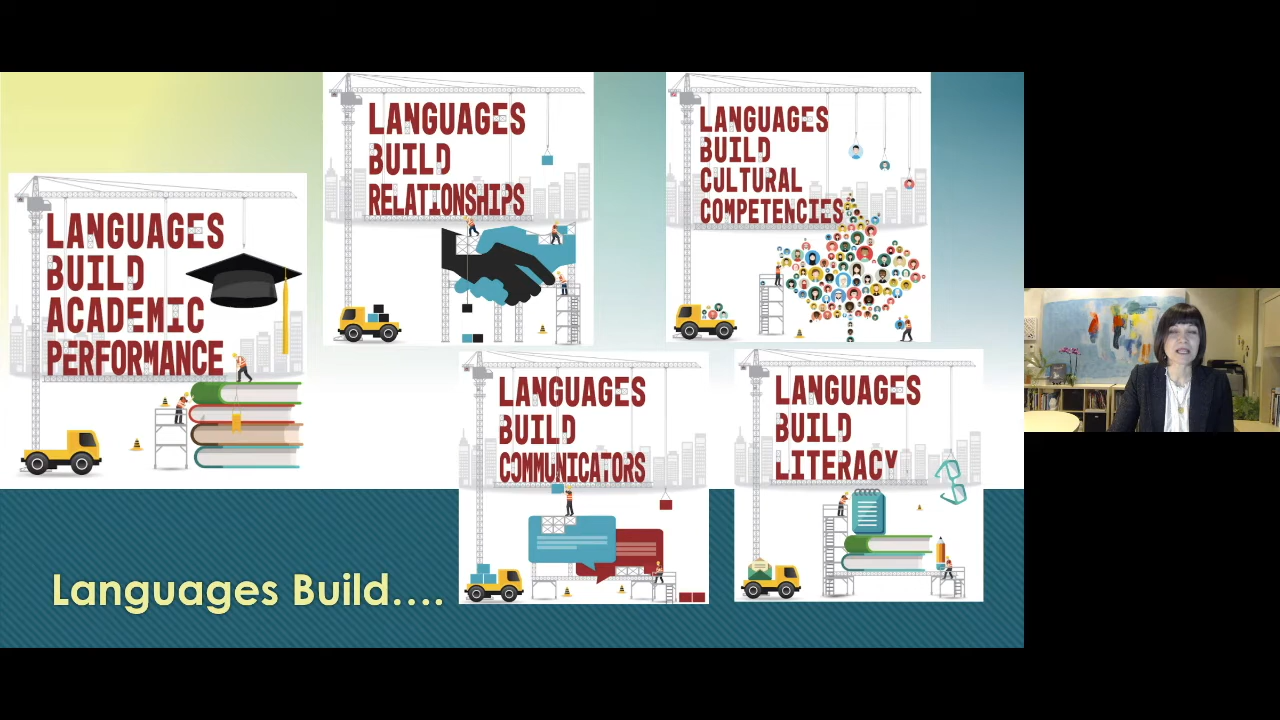 LANGUAGES
BUILD
ACADEMIC
PERFORMANCE
LANGUAGES
BUILD
RELATIONSHIPS
LANGUAGES
BUILD
CULTURAL
COMPETENCIES
LANGUAGES
BUILD
COMMUNICATORS
LANGUAGES
BUILD
LITERACY
Languages Build....